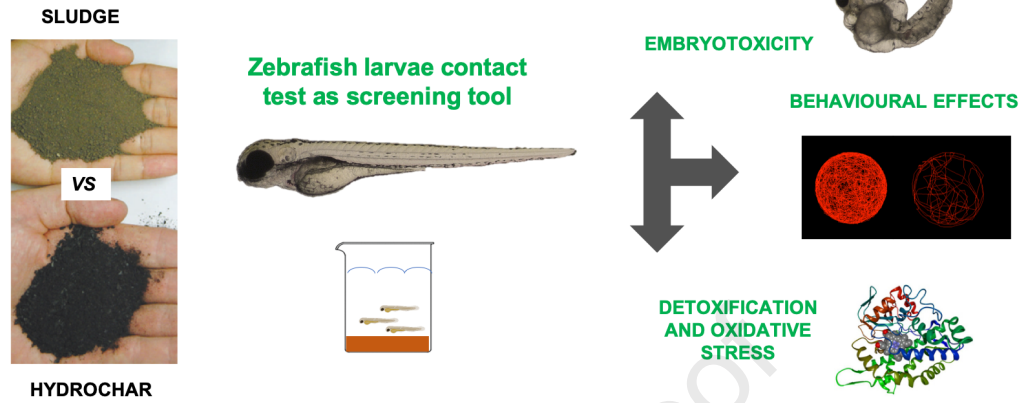 SLUDGE
VS
HYDROCHAR
Zebrafish larvae contact
test as screening tool
EMBRYOTOXICITY
BEHAVIOURAL EFFECTS
DETOXIFICATION
AND OXIDATIVE
STRESS